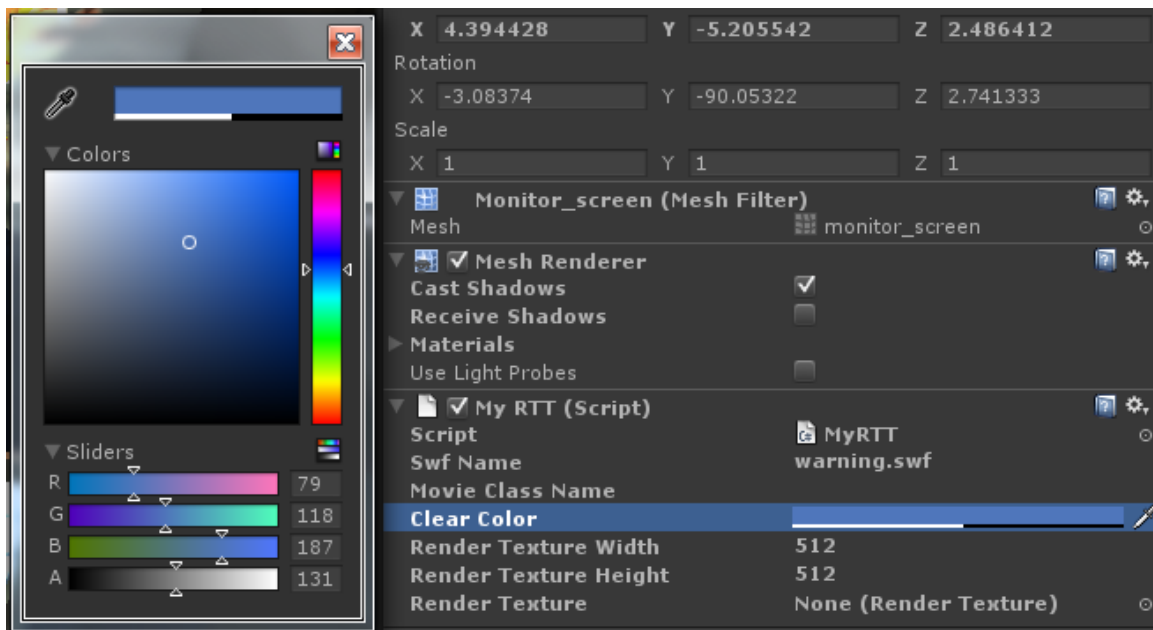 Colors
Sliders
R 79
G 118
B 187
A 131
X 4.394428 Y -5.205542 Z 2.486412
Rotation
X -3.08374 Y -90.05322 Z 2.741333
Scale
X 1 Y 1 Z 1
Monitor_screen (Mesh Filter)
Mesh monitor_screen
Mesh Renderer
Cast Shadows
Receive Shadows
Materials
Use Light Probes
My RTT (Script)
Script MyRTT
Swf Name warning.swf
Movie Class Name
Clear Color
Render Texture Width 512
Render Texture Height 512
Render Texture None (Render Texture)